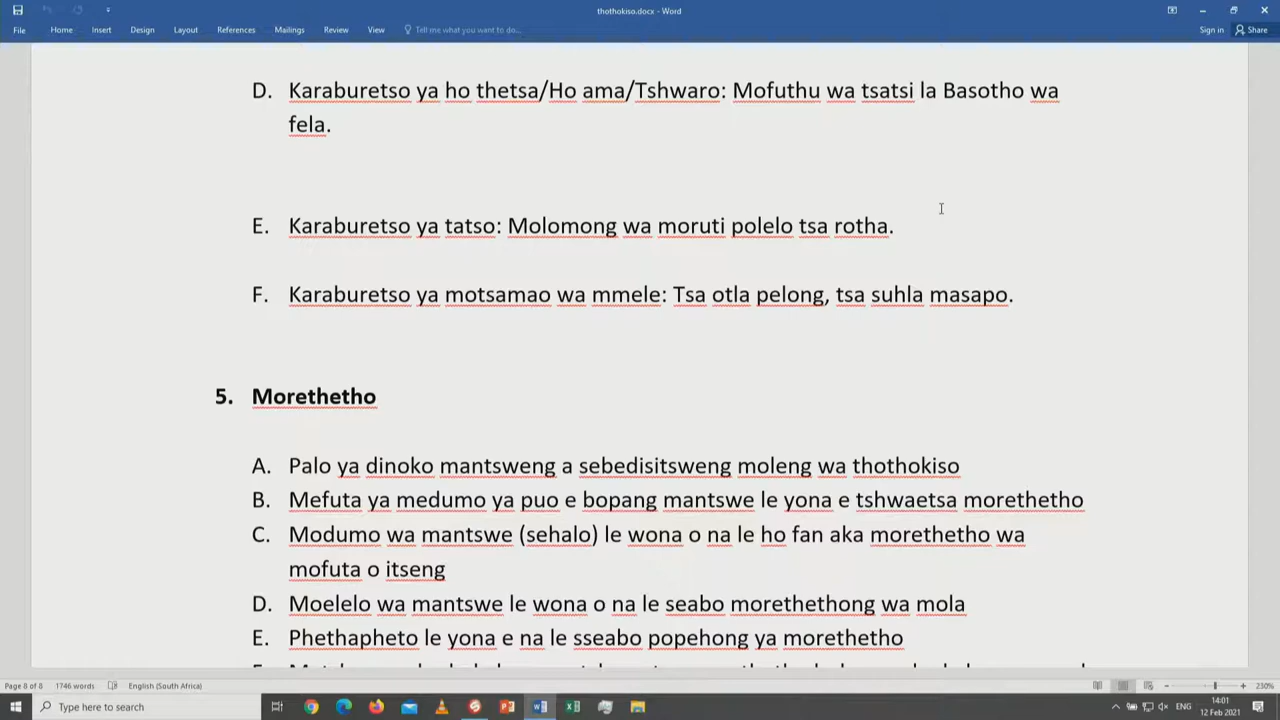 thothokiso.docx - Word
File Home Insert Design Layout References Mailings Review View Tell me what you want to do... Sign in Share
D. Karaburetso ya ho thetsa/Ho ama/Tshwaro: Mofuthu wa tsatsi la Basotho wa
fela.
E. Karaburetso ya tatso: Molomong wa moruti polelo tsa rotha.
F. Karaburetso ya motsamao wa mmele: Tsa otla pelong, tsa suhla masapo.
5. Morethetho
A. Palo ya dinoko mantsweng a sebedisitsweng moleng wa thothokiso
B. Mefuta ya medumo ya puo e bopang mantswe le yona e tshwaetsa morethetho
C. Modumo wa mantswe (sehalo) le wona o na le ho fan aka morethetho wa
mofuta o itseng
D. Moelelo wa mantswe le wona o na le seabo morethethong wa mola
E. Phethapheto le yona e na le sseabo popehong ya morethetho
Page 8 of 8 1746 words English (South Africa) 230%
Type here to search ENG 14:01
12 Feb 2021